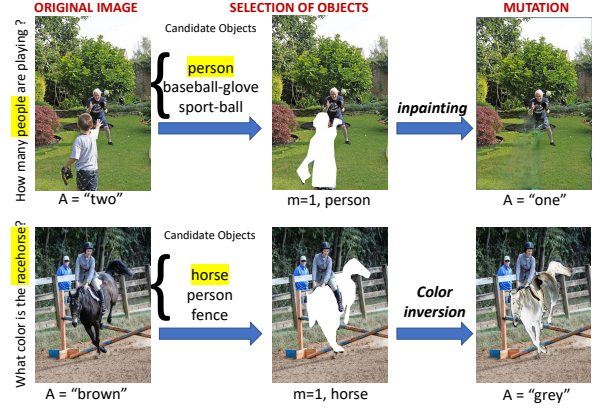 ORIGINAL IMAGE
SELECTION OF OBJECTS
MUTATION
How many people are playing ?
Candidate Objects
{
person
baseball-glove
sport-ball
inpainting
A = “two”
m=1, person
A = “one”
What color is the racehorse?
Candidate Objects
{
horse
person
fence
Color
inversion
A = “brown”
m=1, horse
A = “grey”